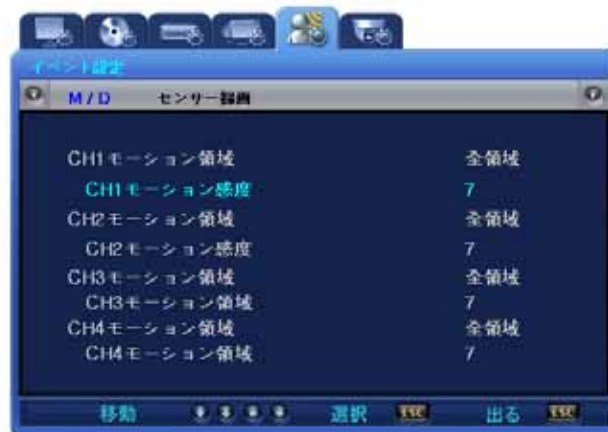 イベント設定
M / D センサー録画
CH1モーション領域 全領域
CH1モーション感度 7
CH2モーション領域 全領域
CH2モーション感度 7
CH3モーション領域 全領域
CH3モーション領域 7
CH4モーション領域 全領域
CH4モーション領域 7
移動 選択 ESC 出る ESC